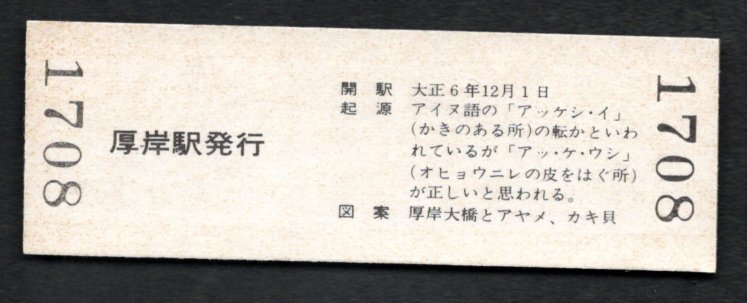 1708
厚岸駅発行
開駅 大正6年12月1日
起源 アイヌ語の「アッケシ・イ」
(かきのある所)の転かといわ
れているが「アッ・ケ・ウシ」
(オヒョウニレの皮をはぐ所)
が正しいと思われる。
図案 厚岸大橋とアヤメ、カキ貝
1708